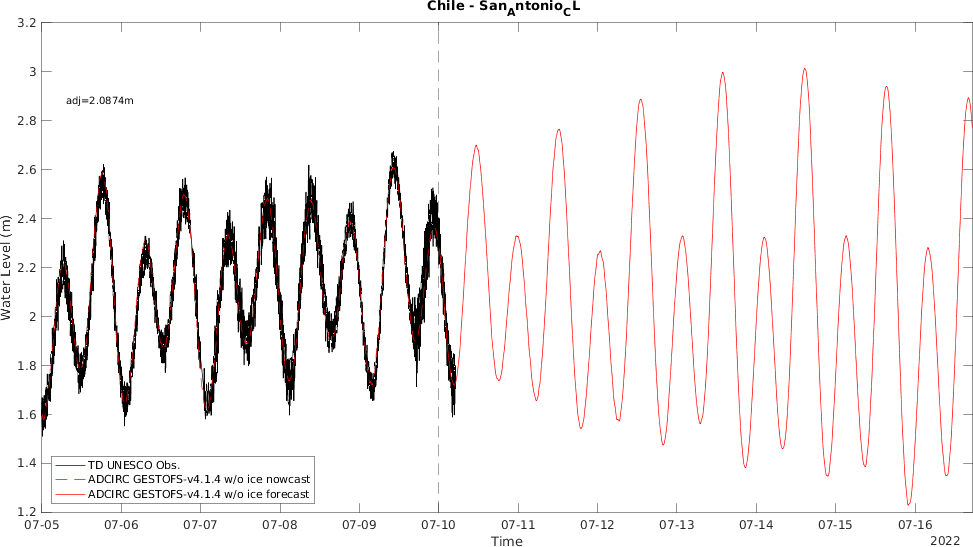 Chile - San_Antonio_CL
3.2
3
2.8
2.6
2.4
2.2
2
1.8
1.6
1.4
1.2
Water Level (m)
adj=2.0874m
TD UNESCO Obs.
ADCIRC GESTOFS-v4.1.4 w/o ice nowcast
ADCIRC GESTOFS-v4.1.4 w/o ice forecast
07-05 07-06 07-07 07-08 07-09 07-10 07-11 07-12 07-13 07-14 07-15 07-16
Time
2022